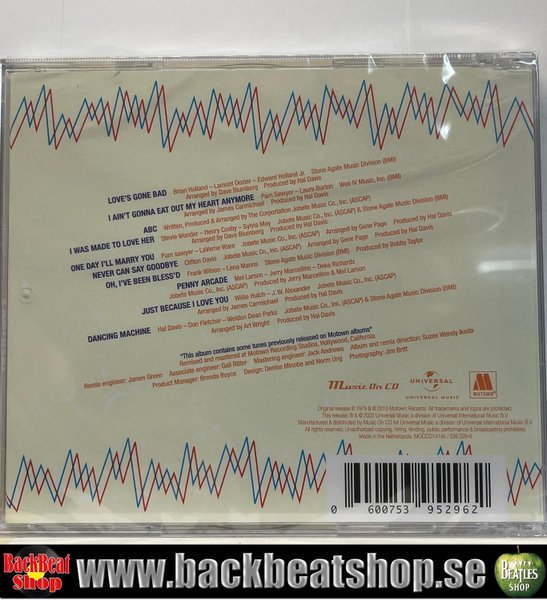 LOVE'S GONE BAD Brian Holland – Lamont Dozier – Edward Holland Jr. Stone Agate Music Division (BMI)
Arranged by Dave Blumberg Produced by Hal Davis
I AIN'T GONNA EAT OUT MY HEART ANYMORE Pam Sawyer – Laura Burton Web IV Music, Inc. (BMI)
Arranged by James Carmichael Produced by Hal Davis
ABC Written, Produced & Arranged by The Corporation Jobete Music Co., Inc. (ASCAP)
I WAS MADE TO LOVE HER Stevie Wonder – Henry Cosby – Sylvia Moy Jobete Music Co., Inc. (ASCAP) & Stone Agate Music Division (BMI)
Arranged by Dave Blumberg Produced by Hal Davis
ONE DAY I'LL MARRY YOU Pam sawyer – LaVerne Ware Jobete Music Co., Inc. (ASCAP) Arranged by Gene Page Produced by Hal Davis
NEVER CAN SAY GOODBYE Clifton Davis Jobete Music Co., Inc. (ASCAP) Arranged by Gene Page Produced by Hal Davis
OH, I'VE BEEN BLESS'D Frank Wilson – Lena Manns Jobete Music Co., Inc. (ASCAP) & Stone Agate Music Division (BMI) Produced by Bobby Taylor
PENNY ARCADE Mel Larson – Jerry Marcellino – Deke Richards
Jobete Music Co., Inc. (ASCAP) Produced by Jerry Marcellino & Mel Larson
JUST BECAUSE I LOVE YOU Willie Hutch – J. W. Alexander Jobete Music Co., Inc. (ASCAP) & Stone Agate Music Division (BMI)
Arranged by James Carmichael Produced by Hal Davis
DANCING MACHINE Hal Davis – Don Fletcher – Weldon Dean Parks Jobete Music Co., Inc. (ASCAP) & Stone Agate Music Division (BMI)
Arranged by Art Wright Produced by Hal Davis
*This album contains some tunes previously released on Motown albums*
Remixed and mastered at Motown Recording Studios, Hollywood, California
Remix engineer: James Green Associate engineer: Gail Ritter Mastering engineer: Jack Andrews Album and remix direction: Suzee Wendy Ikeda
Product Manager: Brenda Boyce Design: Denise Minobe and Norm Ung Photography: Jim Britt
Music On CD
UNIVERSAL
UNIVERSAL MUSIC
MOTOWN
Original release ℗ 1979 & © 2013 Motown Records. All trademarks and logos are protected.
This release: ℗ & © 2022 Universal Music a division of Universal International Music B.V.
Manufactured & distributed by Music On CD for Universal Music a division of Universal International Music B.V.
All rights reserved. Unauthorized copying, hiring, lending, public performance & broadcasting prohibited.
Made in the Netherlands. MOCCD14145 / 539 529-6
0 600753 952962
BackBeat Shop
www.backbeatshop.se
BEATLES SHOP